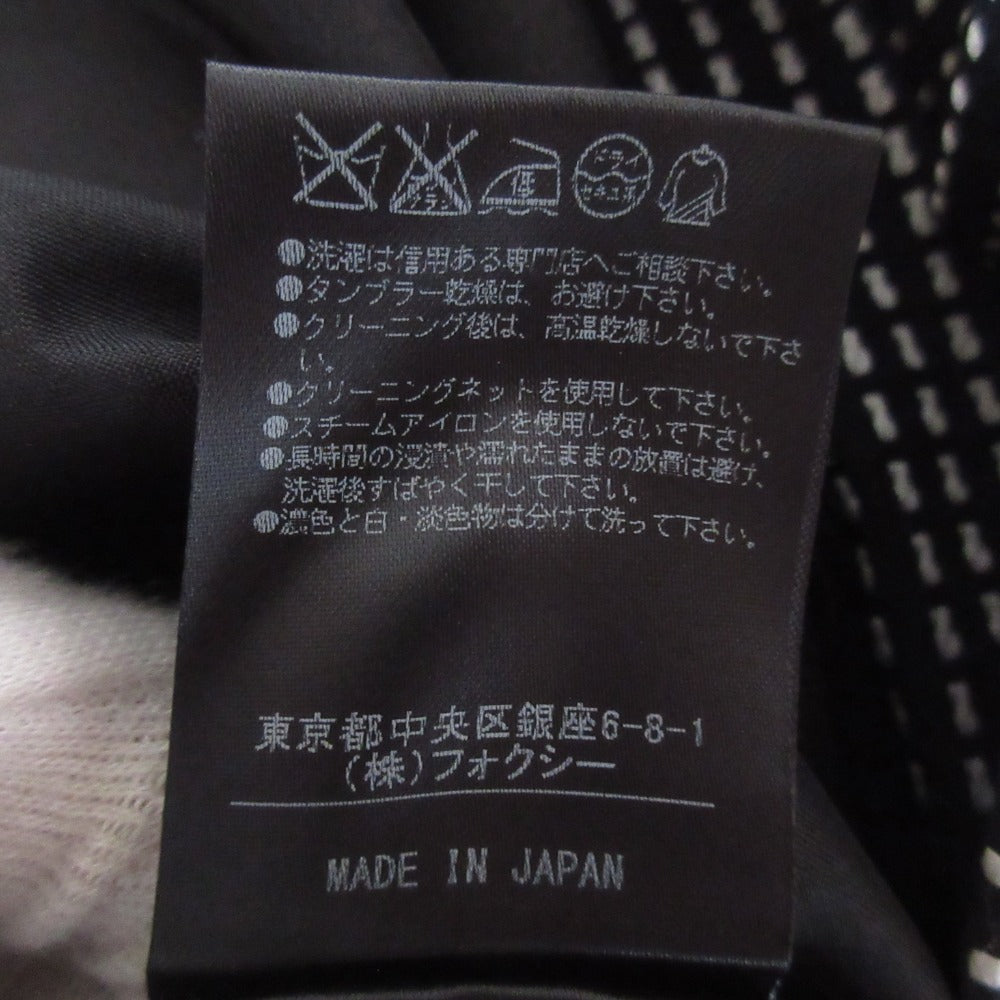 エンソ
サラシ
低
ドライ
セキユ系
●洗濯は信用ある専門店へご相談下さい。
●タンブラー乾燥は、お避け下さい。
●クリーニング後は、高温乾燥しないで下さ
い。
●クリーニングネットを使用して下さい。
●スチームアイロンを使用しないで下さい。
●長時間の浸漬や濡れたままの放置は避け、
洗濯後すばやく干して下さい。
●濃色と白・淡色物は分けて洗って下さい。
東京都中央区銀座6-8-1
(株)フォクシー
MADE IN JAPAN